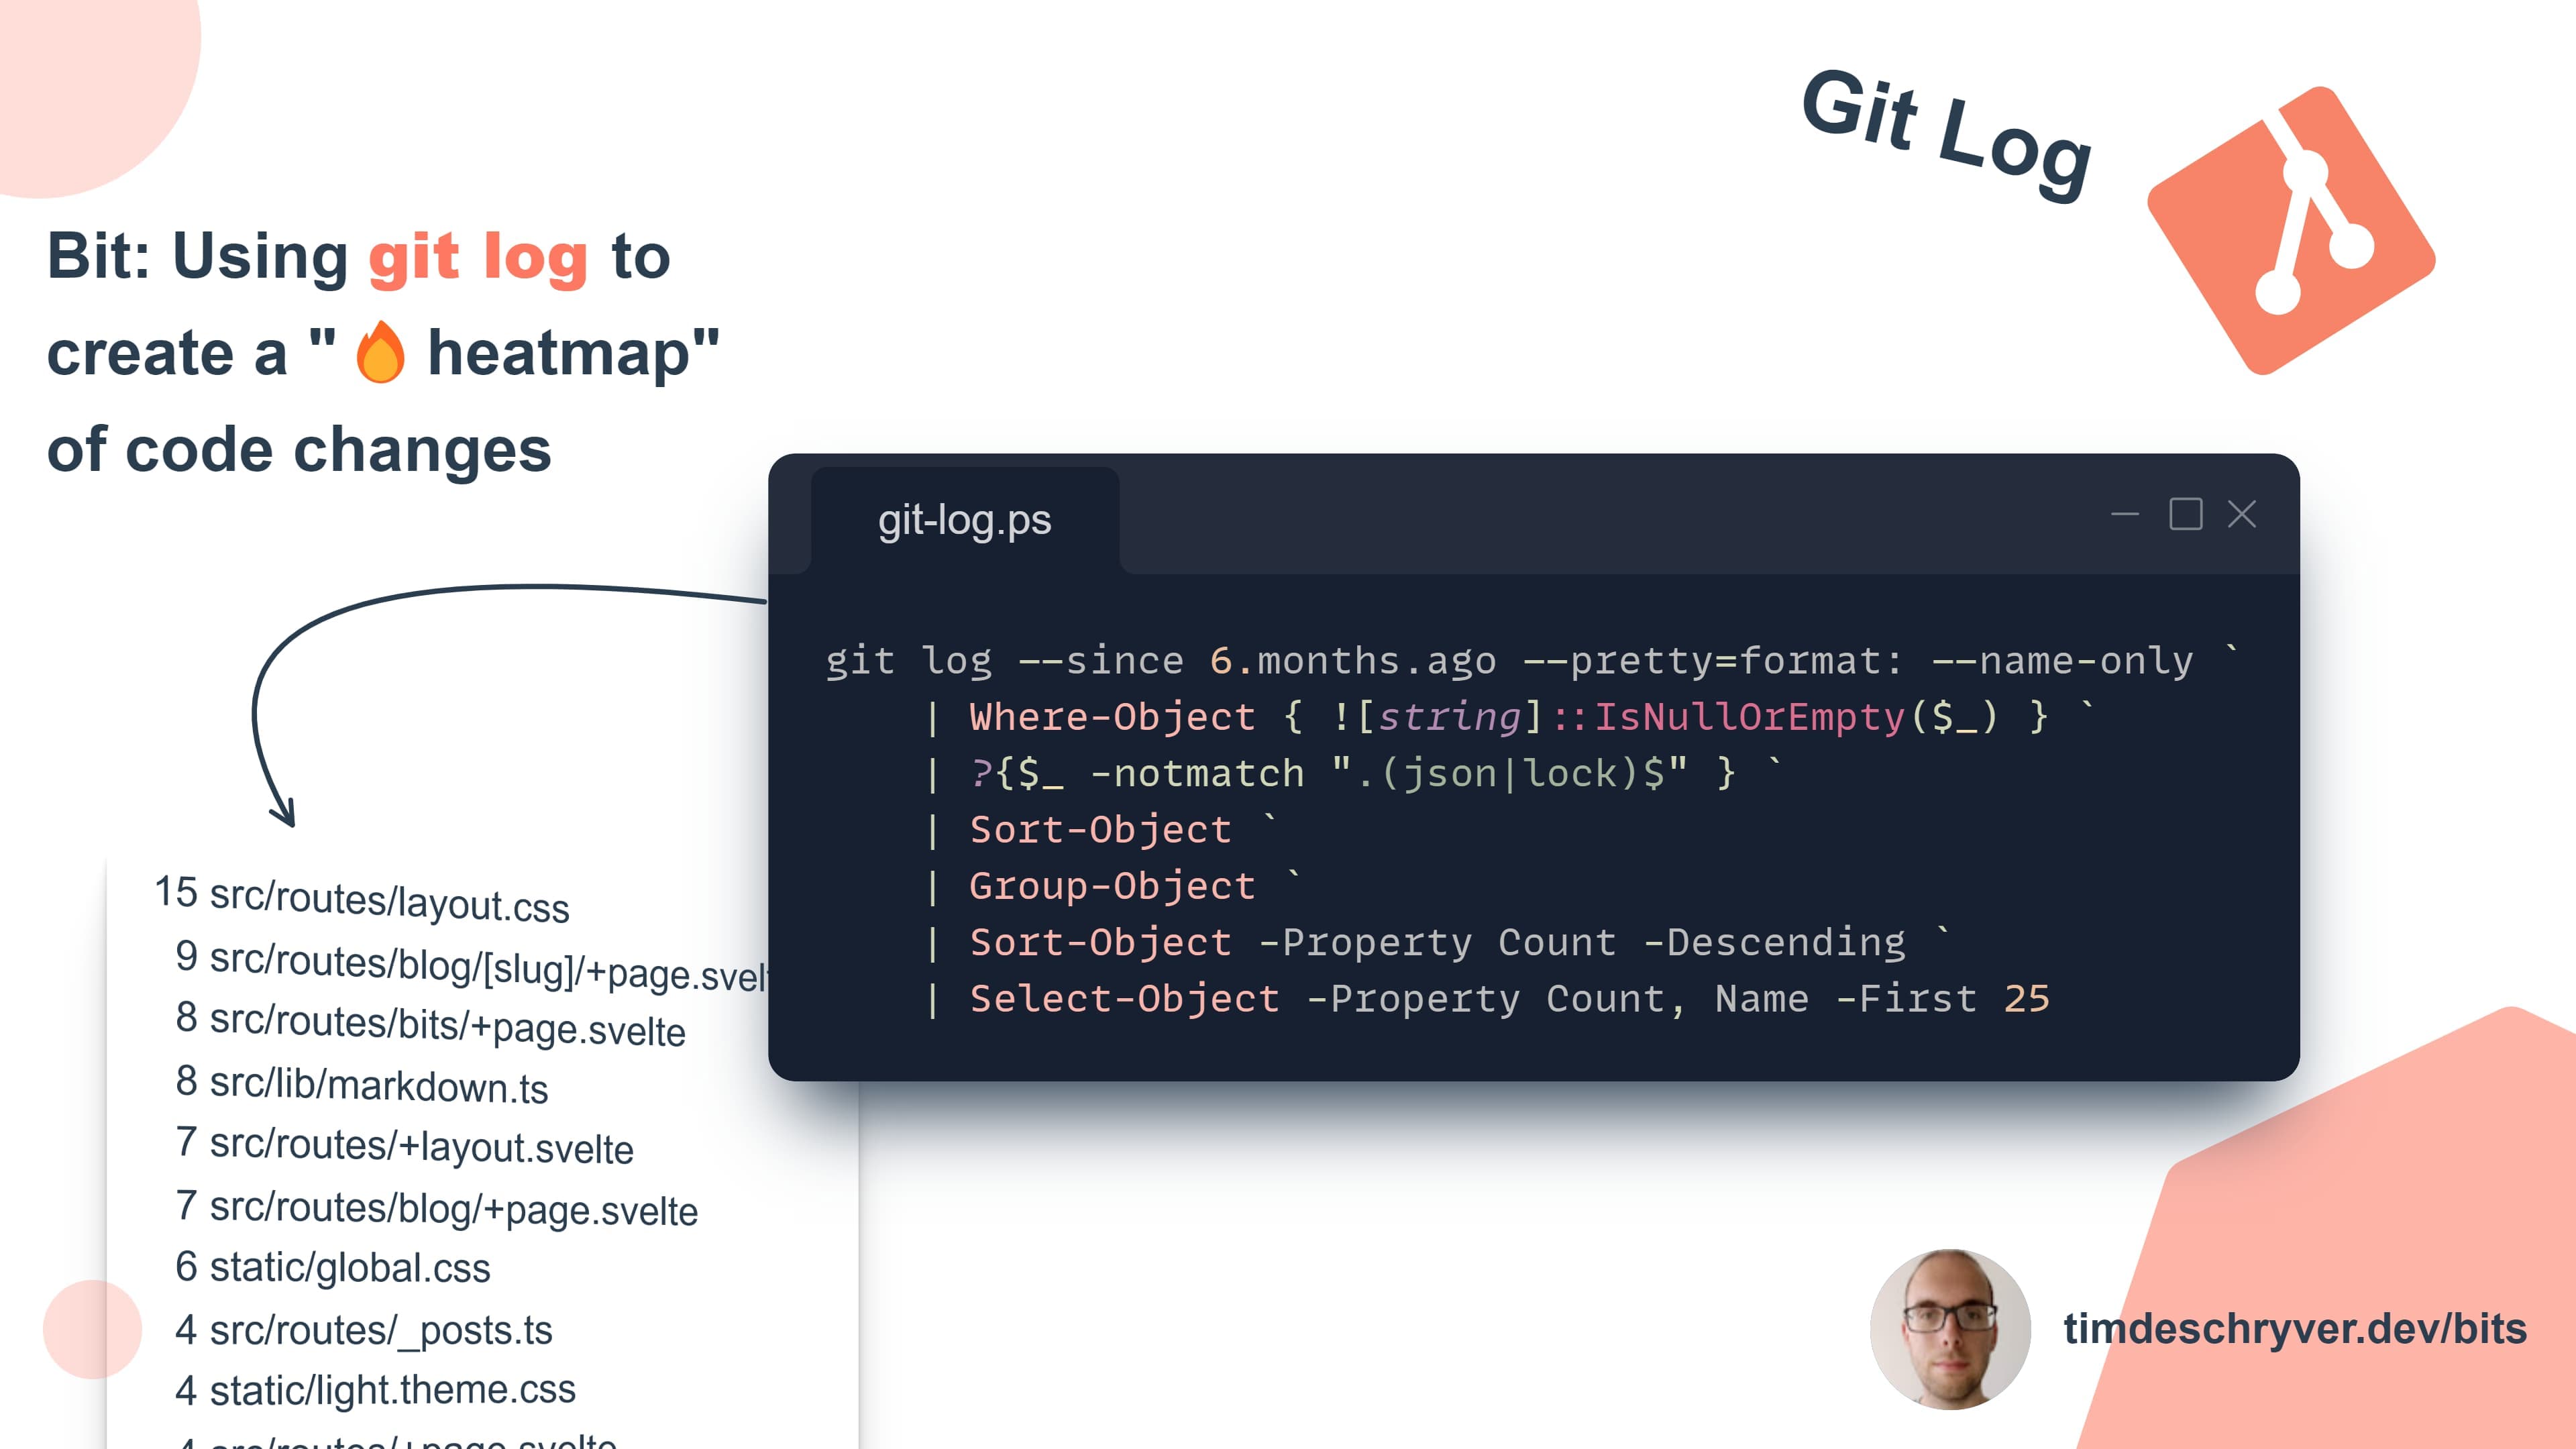 Git Log
Bit: Using git log to
create a "🔥 heatmap"
of code changes
git-log.ps
git log --since 6.months.ago --pretty=format: --name-only `
| Where-Object { ![string]::IsNullOrEmpty($_) } `
| ?{$_ -notmatch ".(json|lock)$" } `
| Sort-Object `
| Group-Object `
| Sort-Object -Property Count -Descending `
| Select-Object -Property Count, Name -First 25
15 src/routes/layout.css
9 src/routes/blog/[slug]/+page.svel
8 src/routes/bits/+page.svelte
8 src/lib/markdown.ts
7 src/routes/+layout.svelte
7 src/routes/blog/+page.svelte
6 static/global.css
4 src/routes/_posts.ts
4 static/light.theme.css
4 src/routes/+page.svelte
timdeschryver.dev/bits